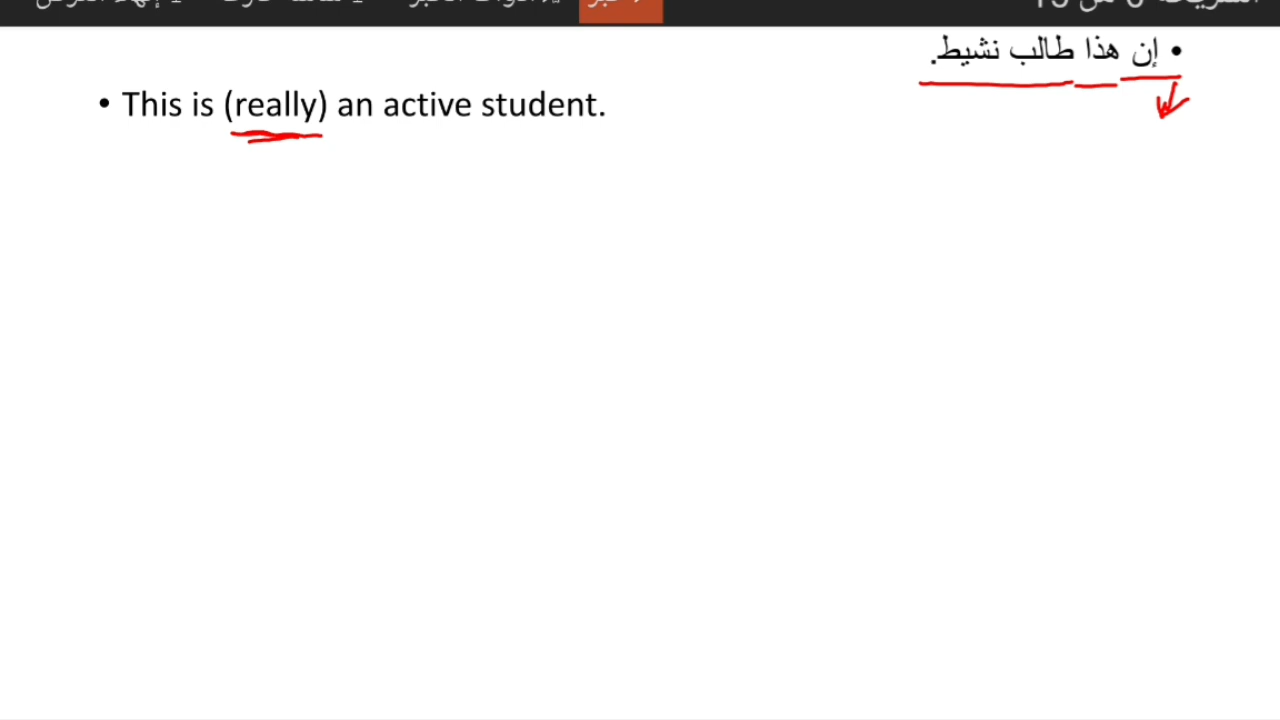 • إن هذا طالب نشيط.
• This is (really) an active student.